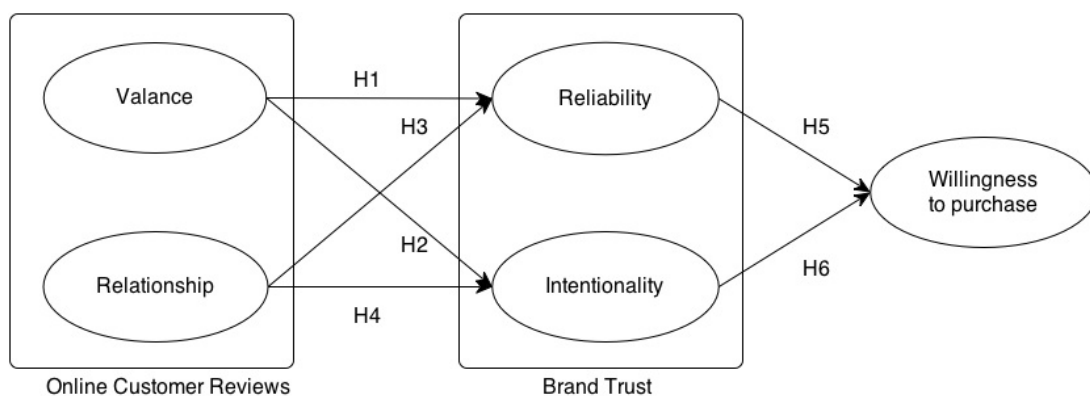 Valance
H1
Reliability
H3
H5
Willingness
to purchase
H2
Relationship
Intentionality
H6
H4
Online Customer Reviews
Brand Trust